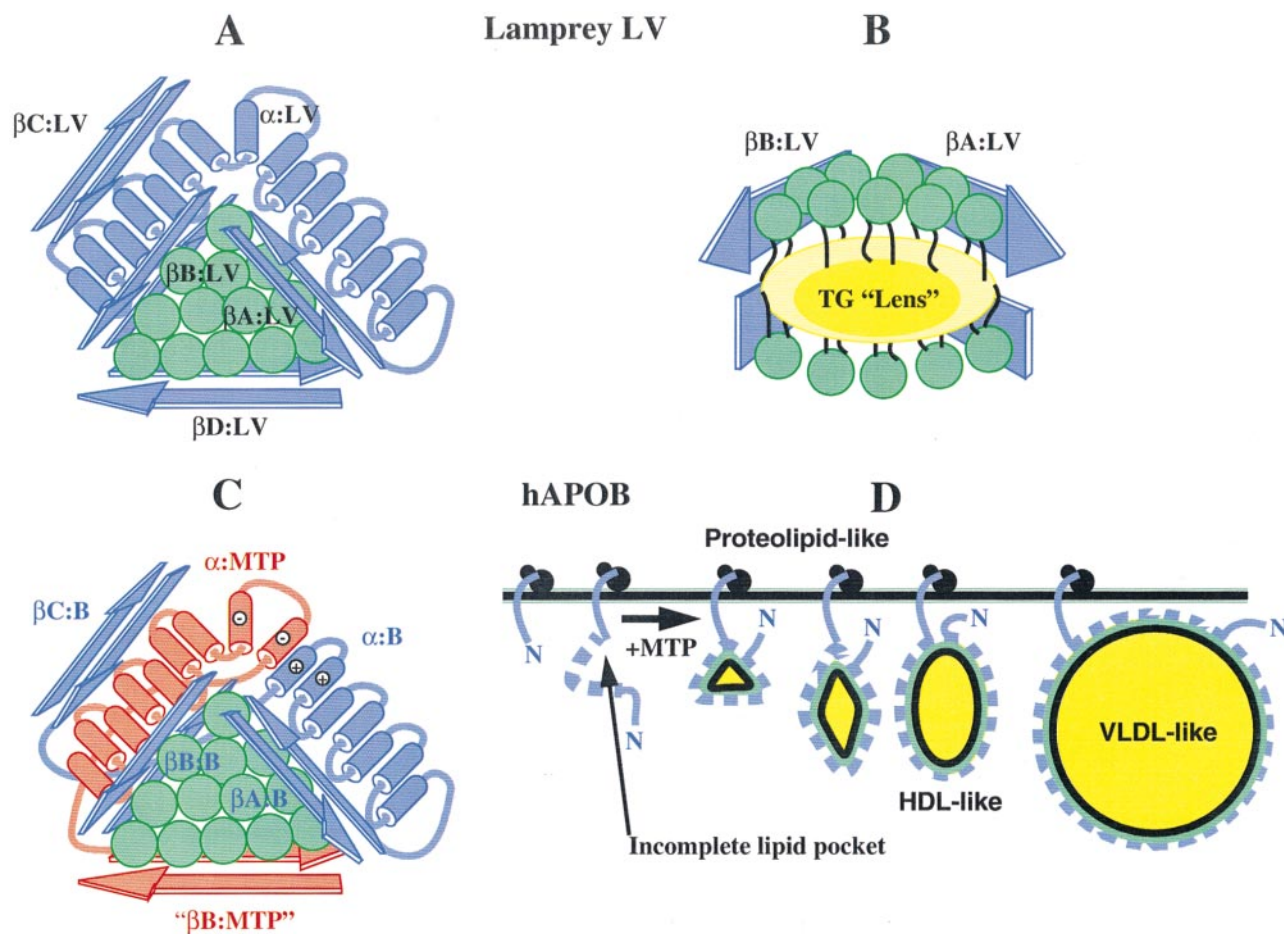 A
Lamprey LV
B
βC:LV
α:LV
βB:LV
βA:LV
βD:LV
βB:LV
βA:LV
TG “Lens”
C
hAPOB
D
α:MTP
βC:B
α:B
- - + +
βB:B
βA:B
“βB:MTP”
Proteolipid-like
N
+MTP
N
N
N
N
N
VLDL-like
HDL-like
Incomplete lipid pocket